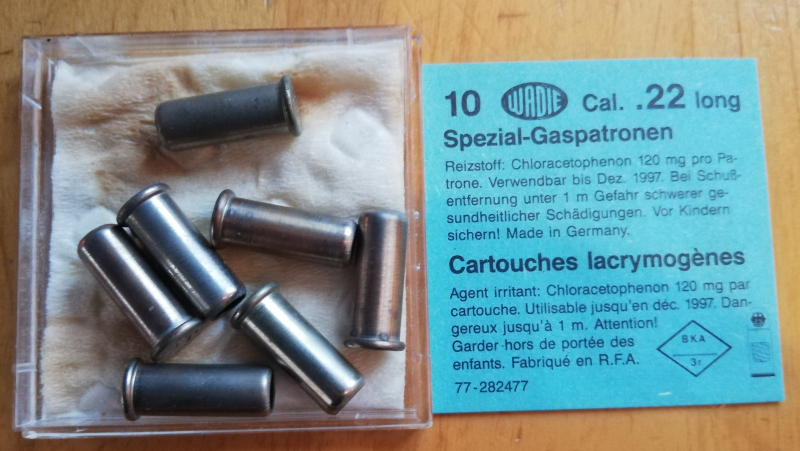 10 WADIE Cal. .22 long
Spezial-Gaspatronen
Reizstoff: Chloracetophenon 120 mg pro Pa-
trone. Verwendbar bis Dez. 1997. Bei Schuß-
entfernung unter 1 m Gefahr schwerer ge-
sundheitlicher Schädigungen. Vor Kindern
sichern! Made in Germany.
Cartouches lacrymogènes
Agent irritant: Chloracetophenon 120 mg par
cartouche. Utilisable jusqu'en déc. 1997. Dan-
gereux jusqu'à 1 m. Attention!
Garder hors de portée des
enfants. Fabriqué en R.F.A.
77-282477
BKA
3r